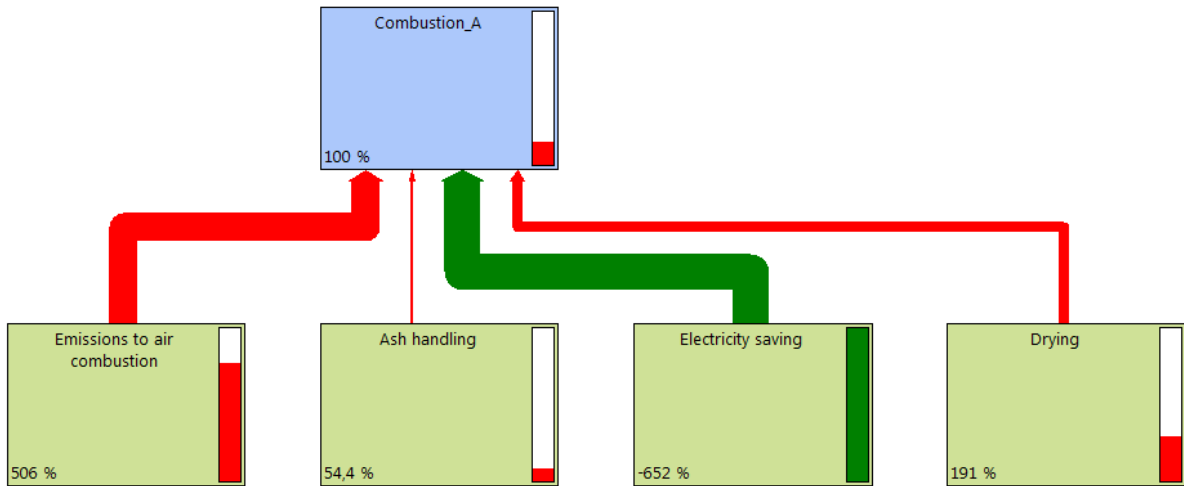 Combustion_A
100 %
Emissions to air
combustion
506 %
Ash handling
54,4 %
Electricity saving
-652 %
Drying
191 %